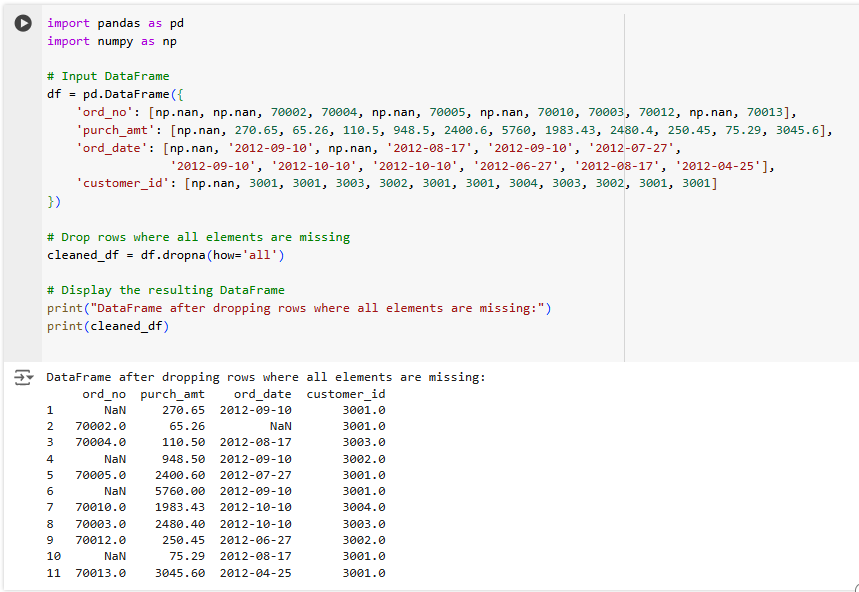 import pandas as pd
import numpy as np
# Input DataFrame
df = pd.DataFrame({
    'ord_no': [np.nan, np.nan, 70002, 70004, np.nan, 70005, np.nan, 70010, 70003, 70012, np.nan, 70013],
    'purch_amt': [np.nan, 270.65, 65.26, 110.5, 948.5, 2400.6, 5760, 1983.43, 2480.4, 250.45, 75.29, 3045.6],
    'ord_date': [np.nan, '2012-09-10', np.nan, '2012-08-17', '2012-09-10', '2012-07-27',
                 '2012-09-10', '2012-10-10', '2012-10-10', '2012-06-27', '2012-08-17', '2012-04-25'],
    'customer_id': [np.nan, 3001, 3001, 3003, 3002, 3001, 3001, 3004, 3003, 3002, 3001, 3001]
})
# Drop rows where all elements are missing
cleaned_df = df.dropna(how='all')
# Display the resulting DataFrame
print("DataFrame after dropping rows where all elements are missing:")
print(cleaned_df)
DataFrame after dropping rows where all elements are missing:
     ord_no  purch_amt    ord_date  customer_id
1       NaN     270.65  2012-09-10       3001.0
2   70002.0      65.26         NaN       3001.0
3   70004.0     110.50  2012-08-17       3003.0
4       NaN     948.50  2012-09-10       3002.0
5   70005.0    2400.60  2012-07-27       3001.0
6       NaN    5760.00  2012-09-10       3001.0
7   70010.0    1983.43  2012-10-10       3004.0
8   70003.0    2480.40  2012-10-10       3003.0
9   70012.0     250.45  2012-06-27       3002.0
10      NaN      75.29  2012-08-17       3001.0
11  70013.0    3045.60  2012-04-25       3001.0